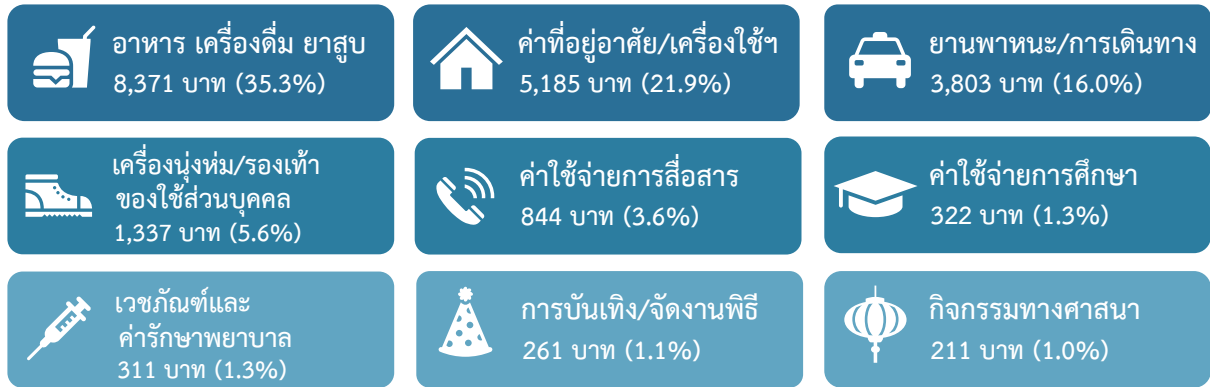 อาหาร เครื่องดื่ม ยาสูบ
8,371 บาท (35.3%)
ค่าที่อยู่อาศัย/เครื่องใช้ฯ
5,185 บาท (21.9%)
ยานพาหนะ/การเดินทาง
3,803 บาท (16.0%)
เครื่องนุ่งห่ม/รองเท้า
ของใช้ส่วนบุคคล
1,337 บาท (5.6%)
ค่าใช้จ่ายการสื่อสาร
844 บาท (3.6%)
ค่าใช้จ่ายการศึกษา
322 บาท (1.3%)
เวชภัณฑ์และ
ค่ารักษาพยาบาล
311 บาท (1.3%)
การบันเทิง/จัดงานพิธี
261 บาท (1.1%)
กิจกรรมทางศาสนา
211 บาท (1.0%)